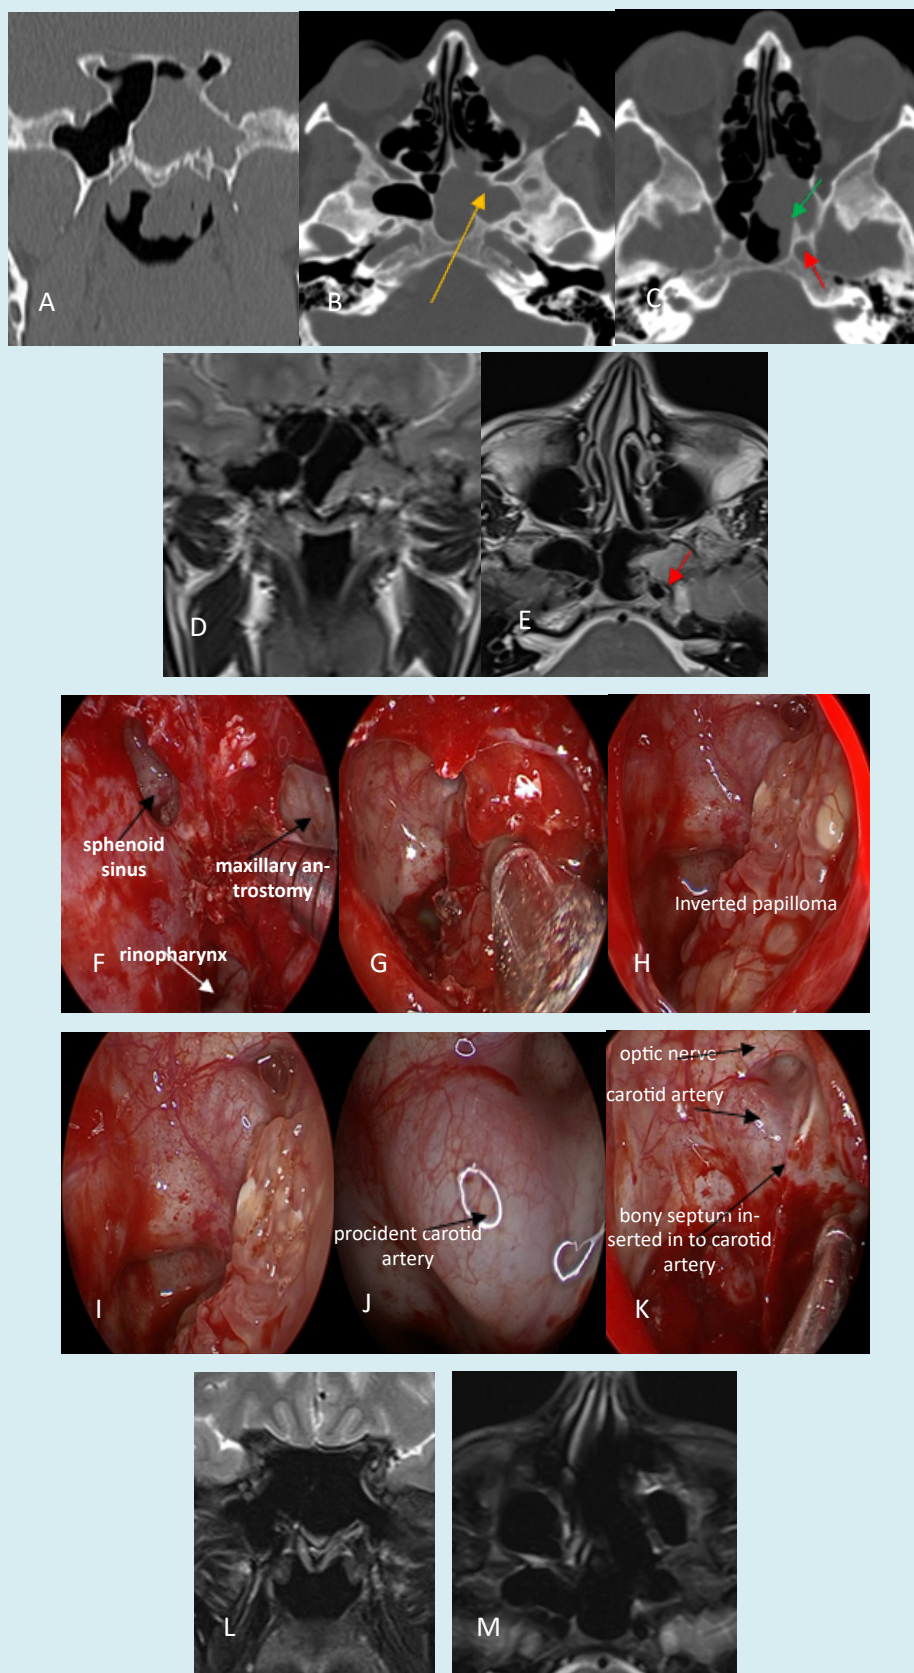 A
B
C
D
E
sphenoid
sinus
maxillary an-
trostomy
rinopharynx
F
G
Inverted papilloma
H
I
procident carotid
artery
J
optic nerve
carotid artery
bony septum in-
serted in to carotid
artery
K
L
M